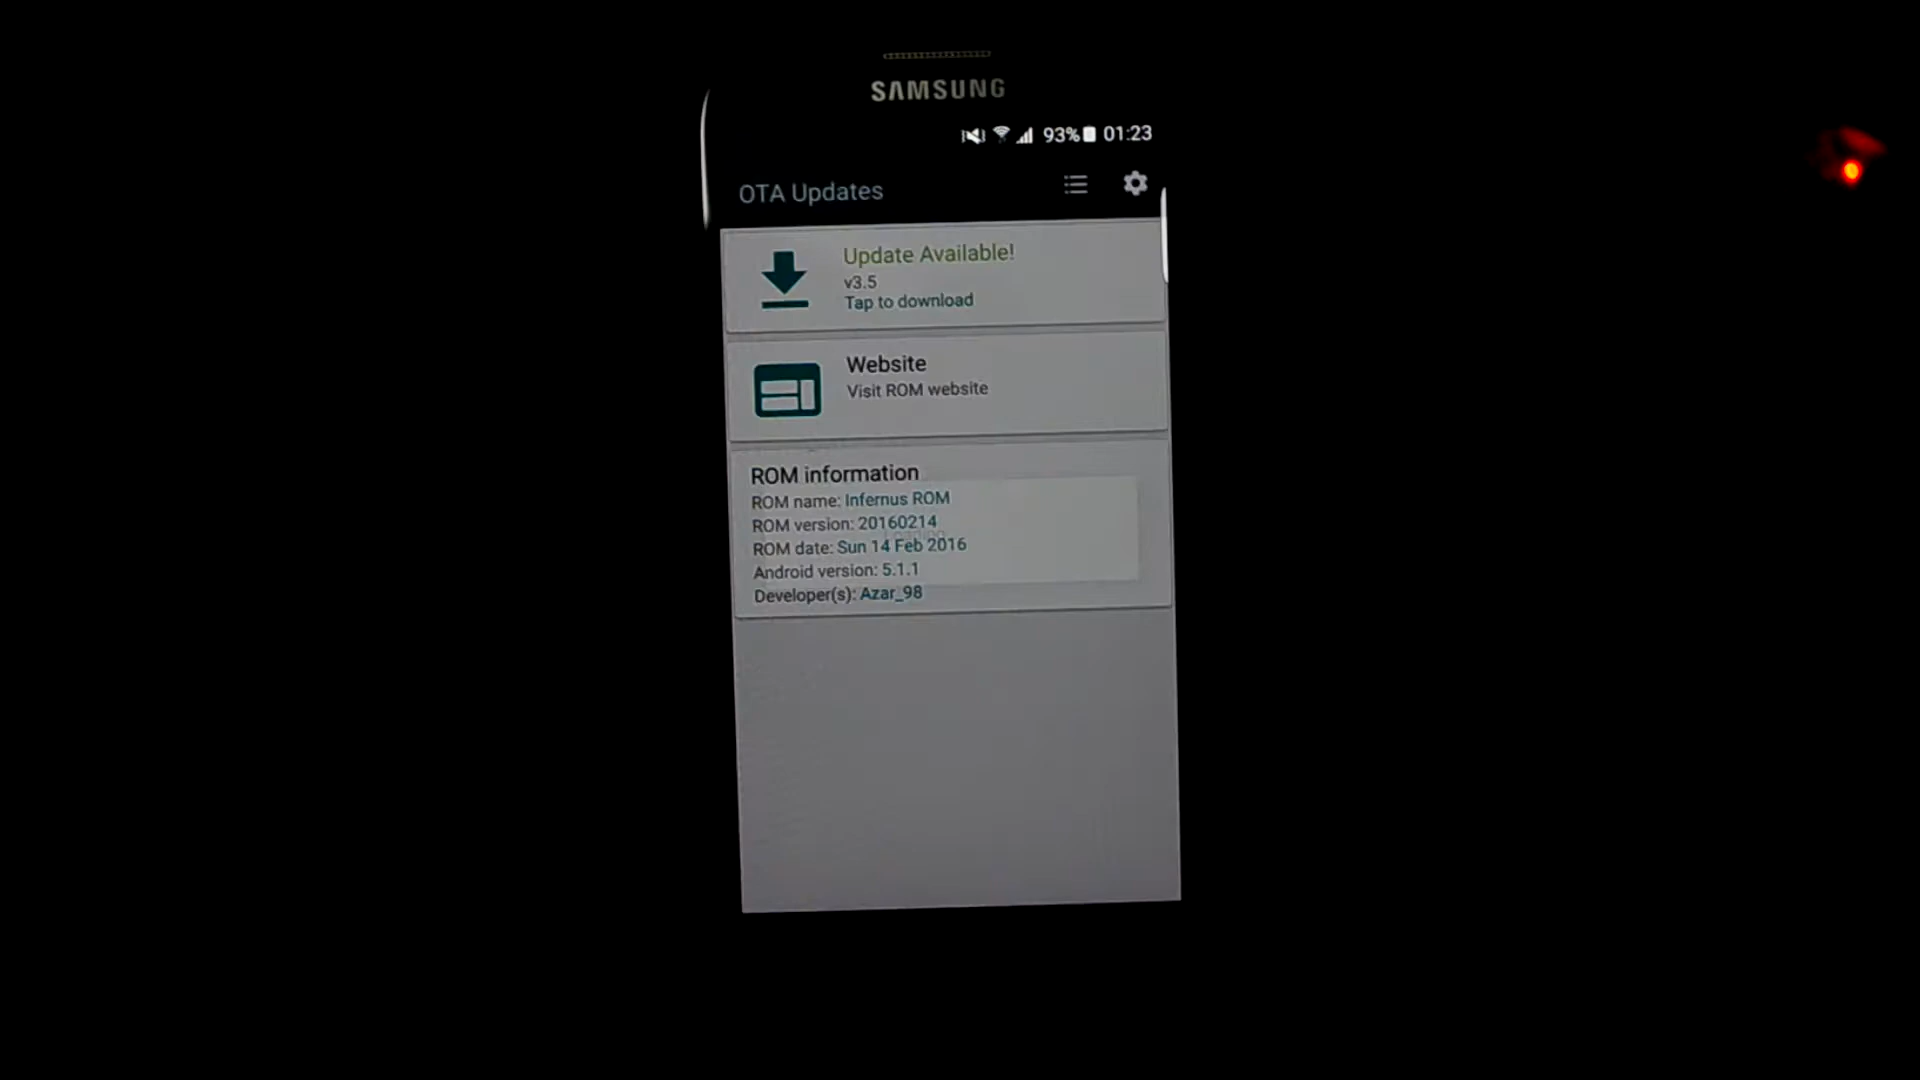 SAMSUNG
93% 01:23
OTA Updates
Update Available!
v3.5
Tap to download
Website
Visit ROM website
ROM information
ROM name: Infernus ROM
ROM version: 20160214
Loading
ROM date: Sun 14 Feb 2016
Android version: 5.1.1
Developer(s): Azar_98